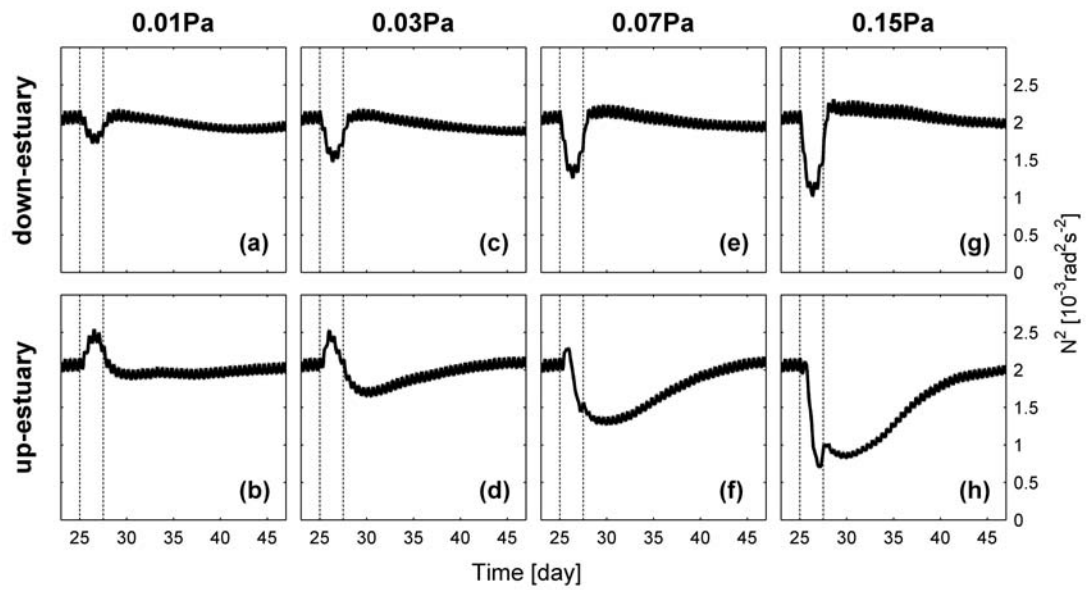 0.01Pa 0.03Pa 0.07Pa 0.15Pa
down-estuary
(a) (c) (e) (g)
2.5
2
1.5
1
0.5
0
up-estuary
(b) (d) (f) (h)
2.5
2
1.5
1
0.5
0
N² [10⁻³rad²s⁻²]
25 30 35 40 45 25 30 35 40 45 25 30 35 40 45 25 30 35 40 45
Time [day]